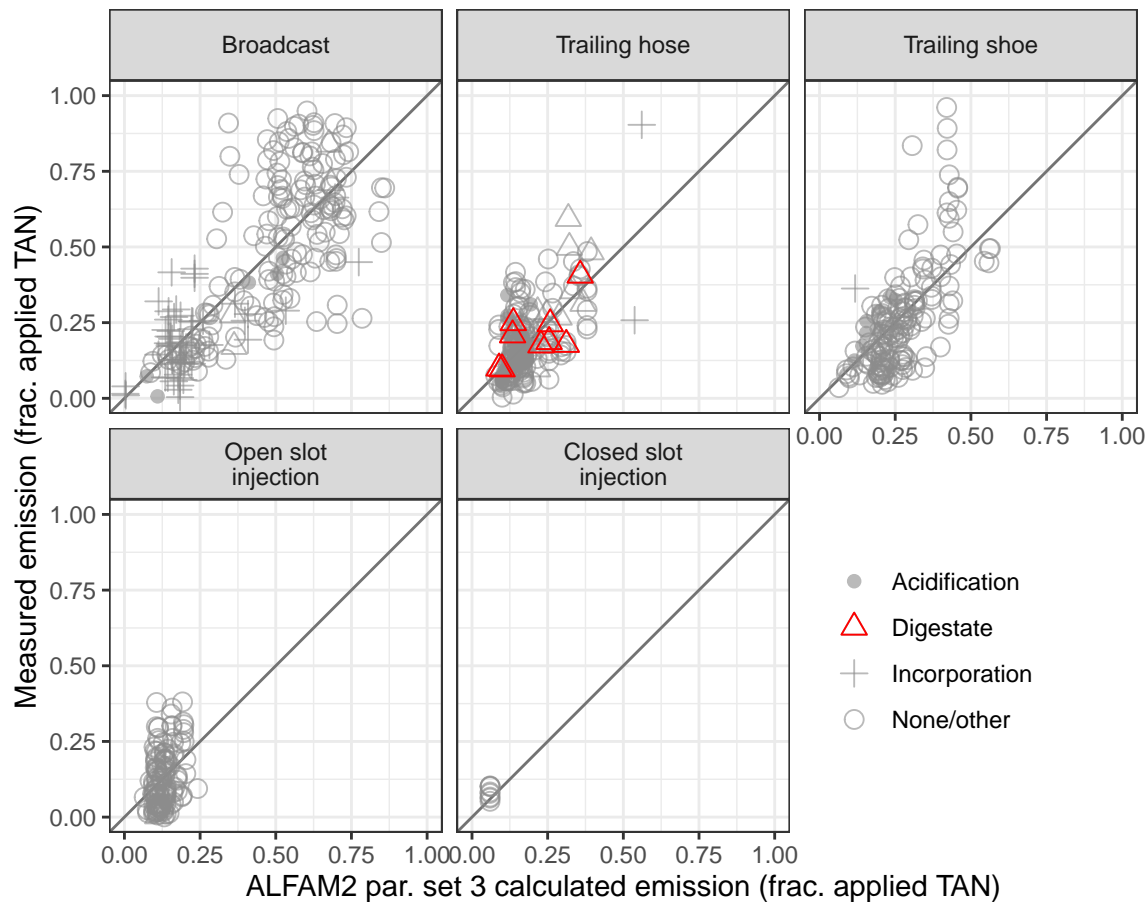 Broadcast
Trailing hose
Trailing shoe
1.00
0.75
0.50
0.25
0.00
0.00 0.25 0.50 0.75 1.00
Open slot
injection
Closed slot
injection
1.00
0.75
0.50
0.25
0.00
0.00 0.25 0.50 0.75 1.00
0.00 0.25 0.50 0.75 1.00
Measured emission (frac. applied TAN)
ALFAM2 par. set 3 calculated emission (frac. applied TAN)
Acidification
Digestate
Incorporation
None/other